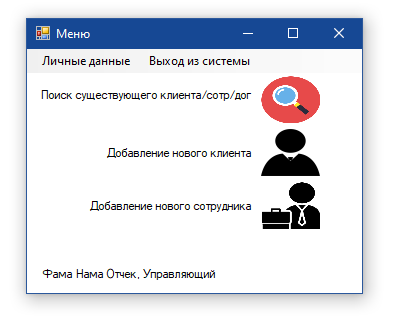 Меню
Личные данные Выход из системы
Поиск существующего клиента/сотр/дог
Добавление нового клиента
Добавление нового сотрудника
Фама Нама Отчек, Управляющий